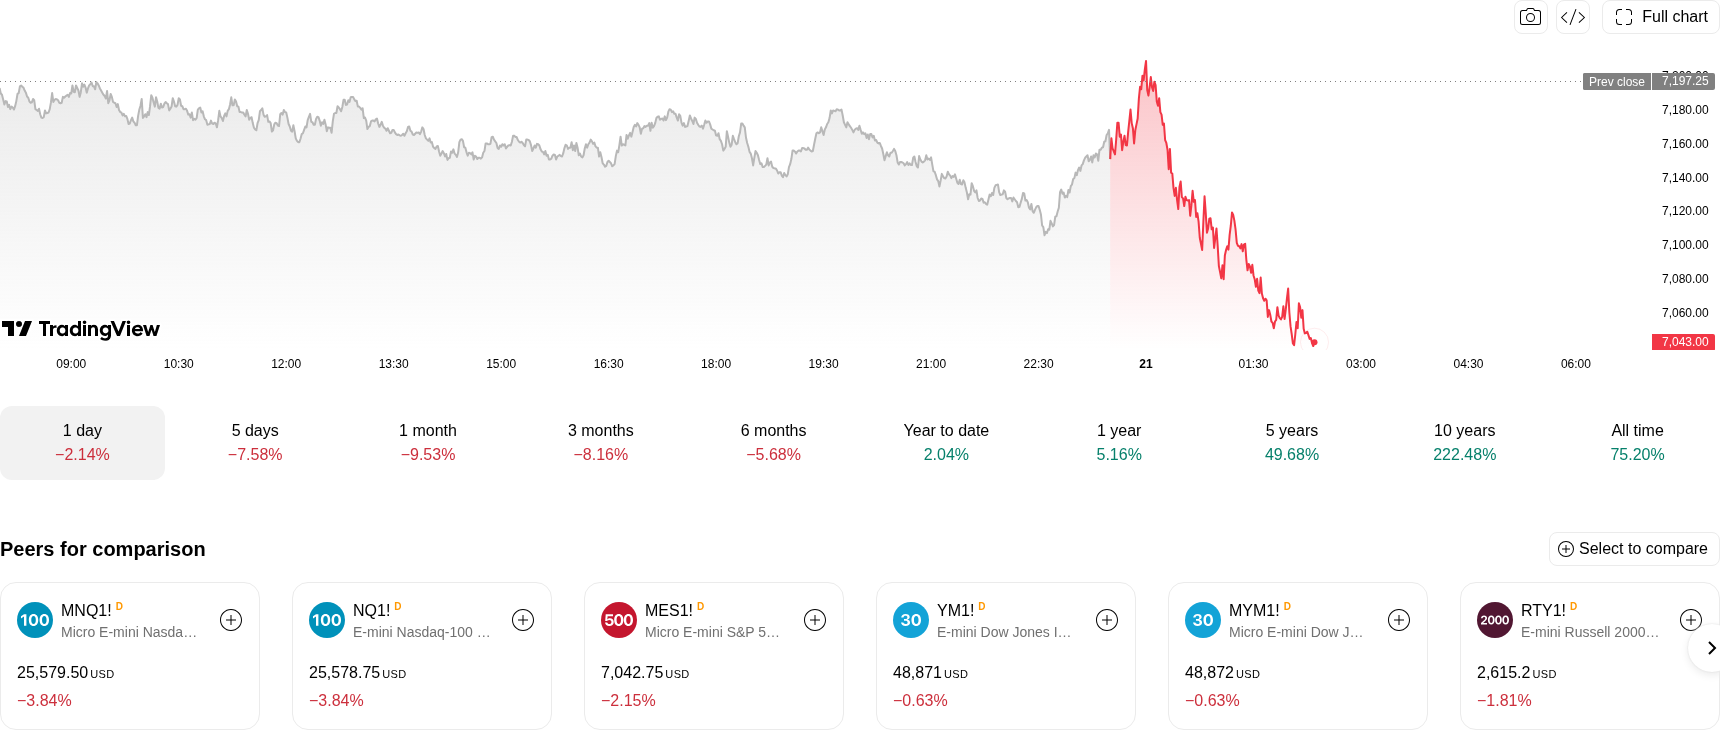 Full chart
Prev close 7,197.25
7,180.00
7,160.00
7,140.00
7,120.00
7,100.00
7,080.00
7,060.00
7,043.00
TradingView
09:00 10:30 12:00 13:30 15:00 16:30 18:00 19:30 21:00 22:30 21 01:30 03:00 04:30 06:00
1 day 5 days 1 month 3 months 6 months Year to date 1 year 5 years 10 years All time
−2.14% −7.58% −9.53% −8.16% −5.68% 2.04% 5.16% 49.68% 222.48% 75.20%
Peers for comparison
Select to compare
100 MNQ1! D
Micro E-mini Nasda…
25,579.50 USD
−3.84%
100 NQ1! D
E-mini Nasdaq-100 …
25,578.75 USD
−3.84%
500 MES1! D
Micro E-mini S&P 5…
7,042.75 USD
−2.15%
30 YM1! D
E-mini Dow Jones I…
48,871 USD
−0.63%
30 MYM1! D
Micro E-mini Dow J…
48,872 USD
−0.63%
2000 RTY1! D
E-mini Russell 2000…
2,615.2 USD
−1.81%